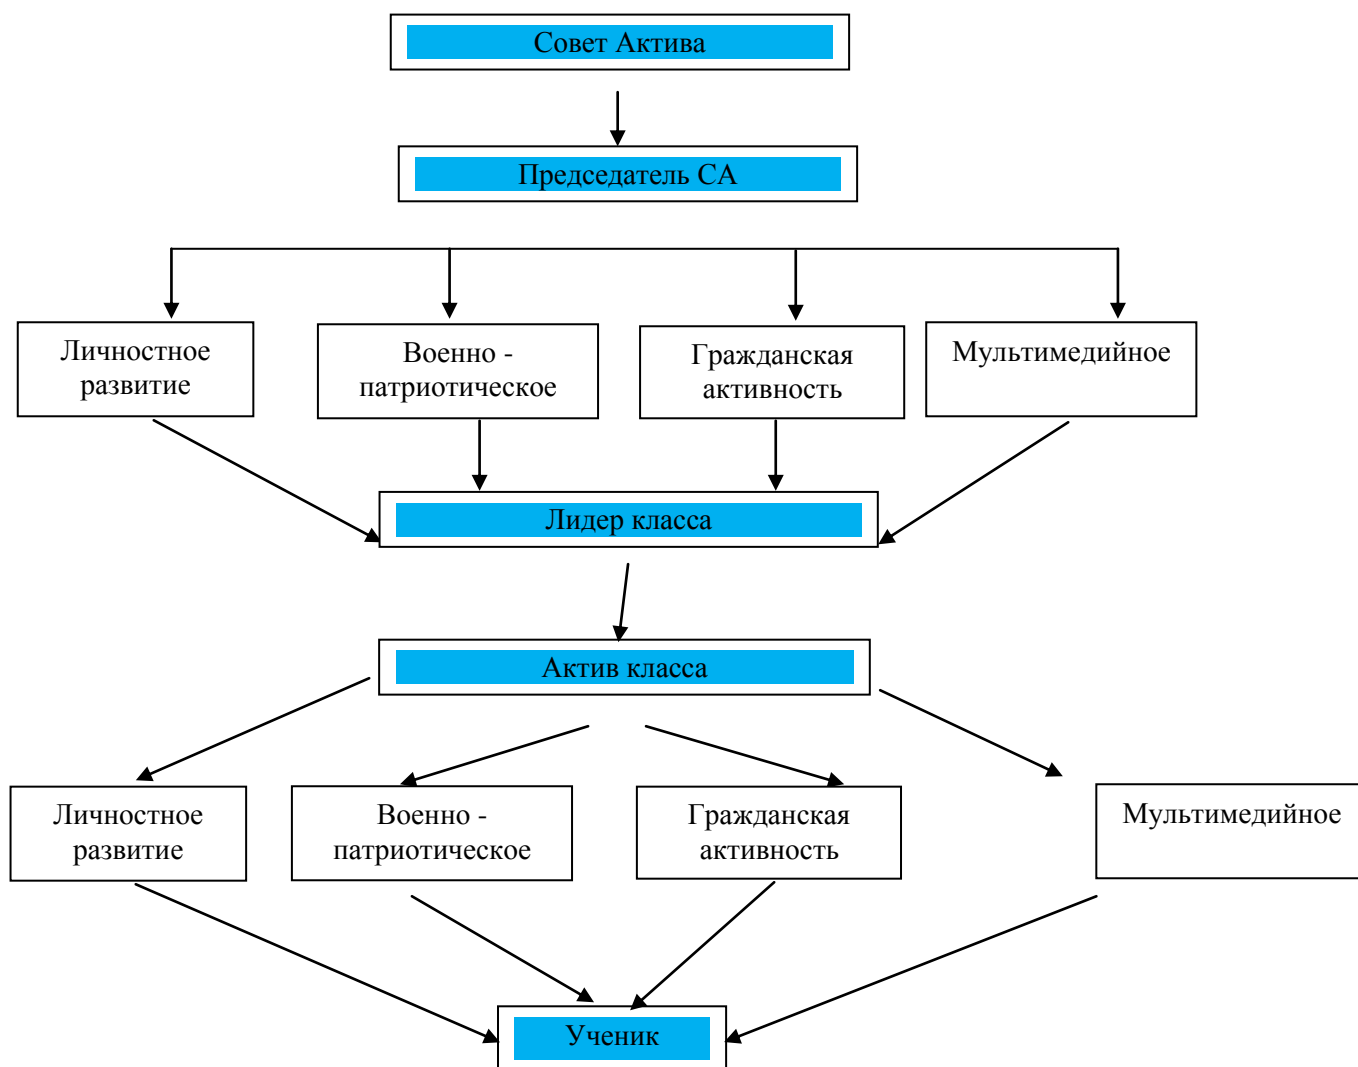 Совет Актива
Председатель СА
Личностное
развитие
Военно -
патриотическое
Гражданская
активность
Мультимедийное
Лидер класса
Актив класса
Личностное
развитие
Военно -
патриотическое
Гражданская
активность
Мультимедийное
Ученик